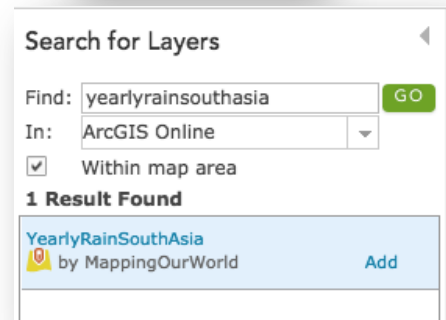 Search for Layers
Find: yearlyrainsouthasia GO
In: ArcGIS Online
Within map area
1 Result Found
YearlyRainSouthAsia
by MappingOurWorld Add